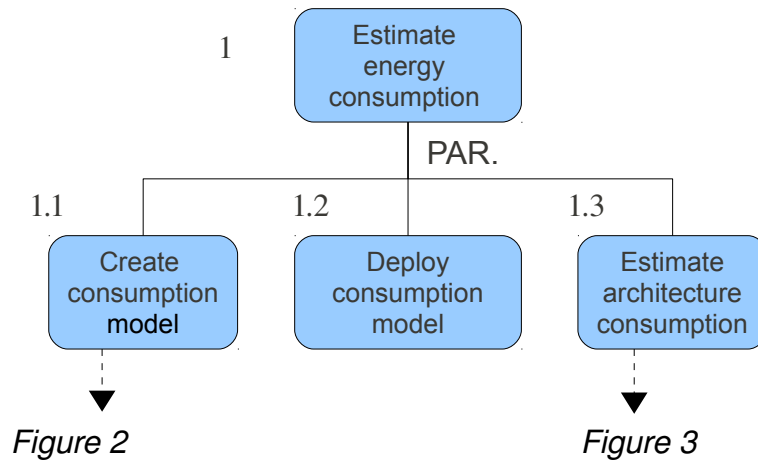 1
Estimate
energy
consumption
PAR.
1.1
1.2
1.3
Create
consumption
model
Deploy
consumption
model
Estimate
architecture
consumption
Figure 2
Figure 3